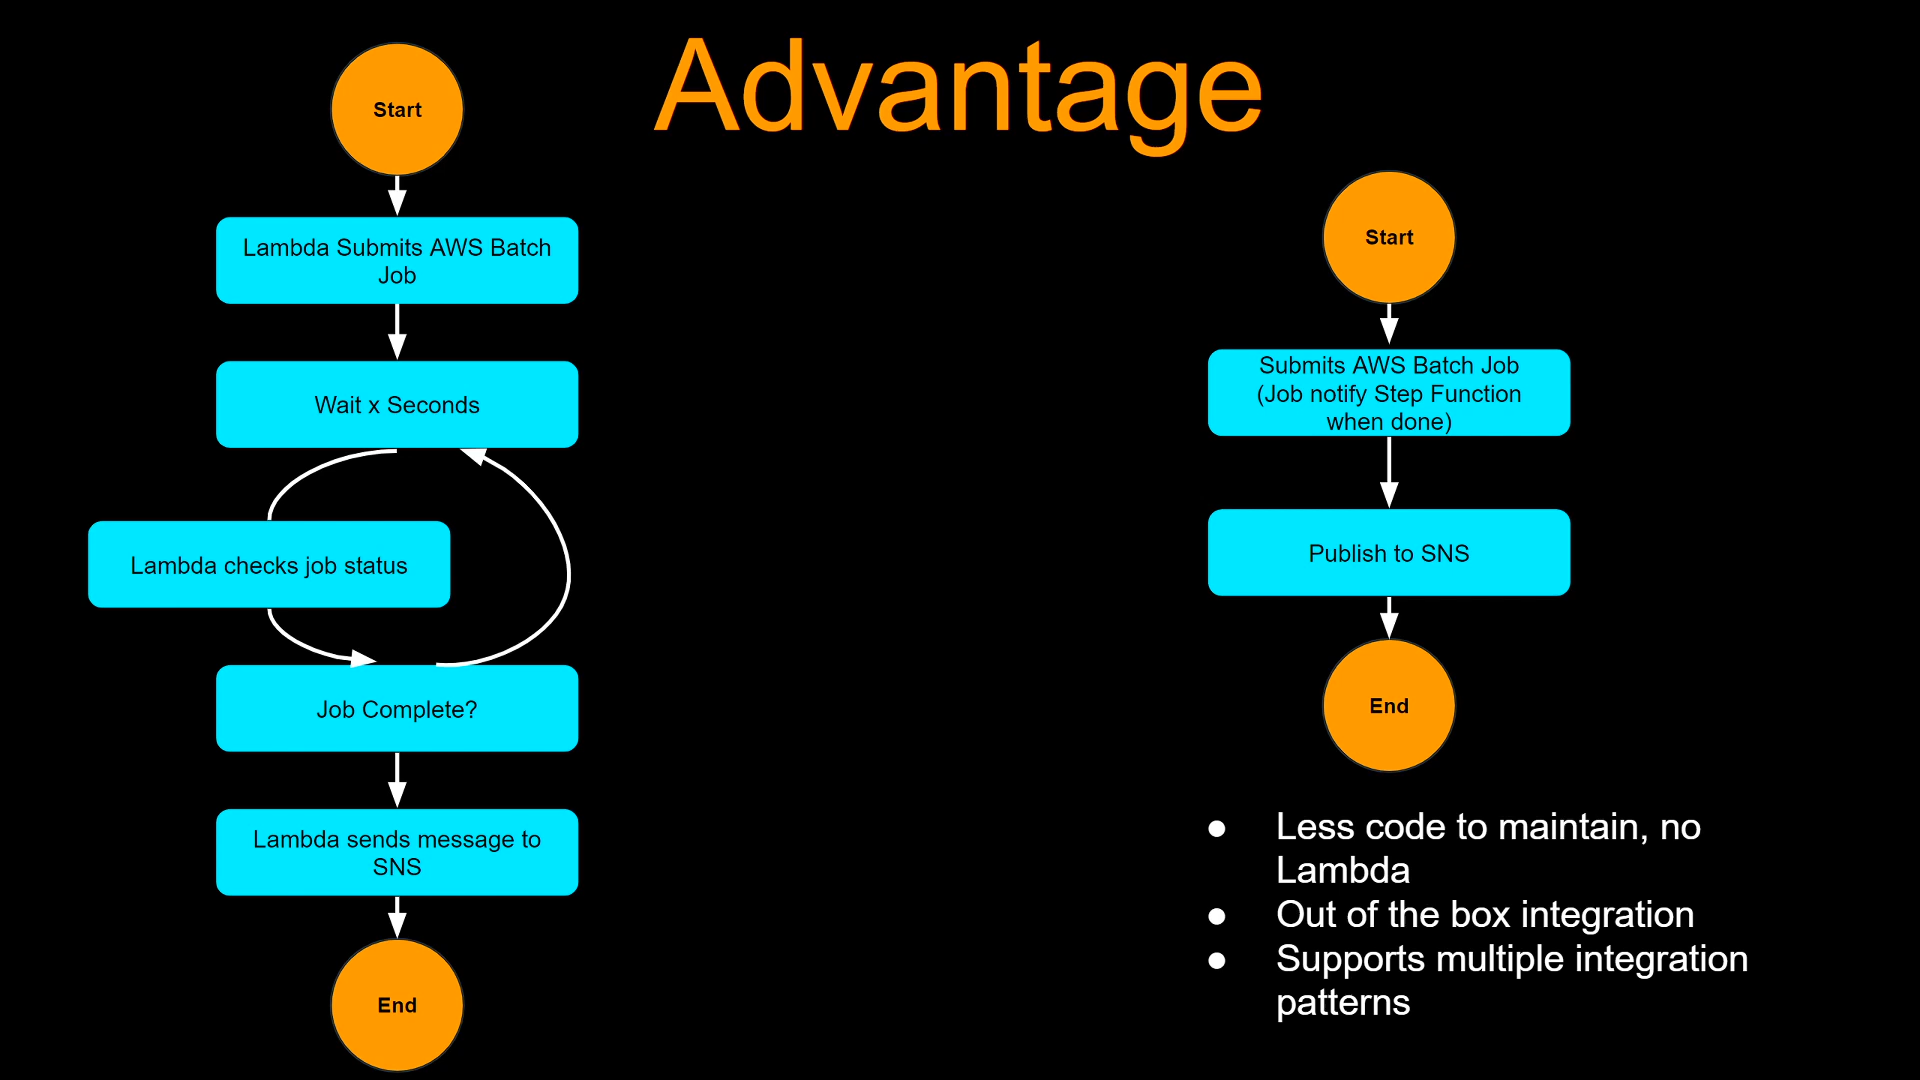 Advantage
Start
Lambda Submits AWS Batch
Job
Wait x Seconds
Lambda checks job status
Job Complete?
Lambda sends message to
SNS
End
Start
Submits AWS Batch Job
(Job notify Step Function
when done)
Publish to SNS
End
● Less code to maintain, no
Lambda
● Out of the box integration
● Supports multiple integration
patterns